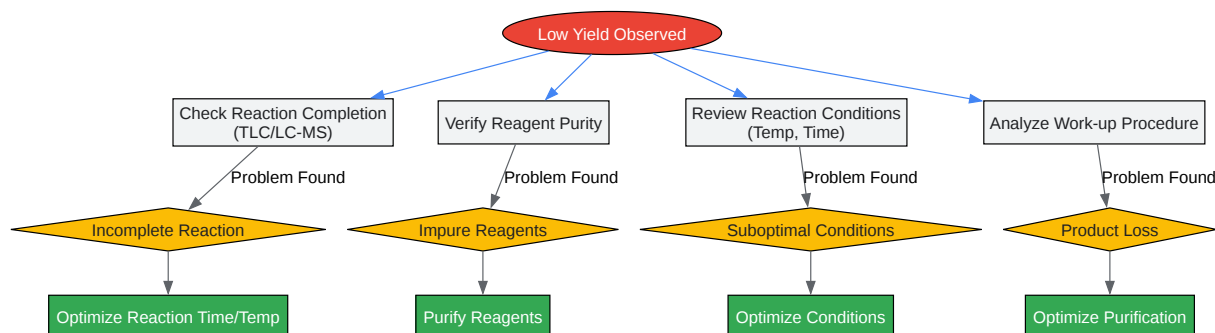 Low Yield Observed
Check Reaction Completion
(TLC/LC-MS)
Verify Reagent Purity
Review Reaction Conditions
(Temp, Time)
Analyze Work-up Procedure
Problem Found
Problem Found
Problem Found
Problem Found
Incomplete Reaction
Impure Reagents
Suboptimal Conditions
Product Loss
Optimize Reaction Time/Temp
Purify Reagents
Optimize Conditions
Optimize Purification